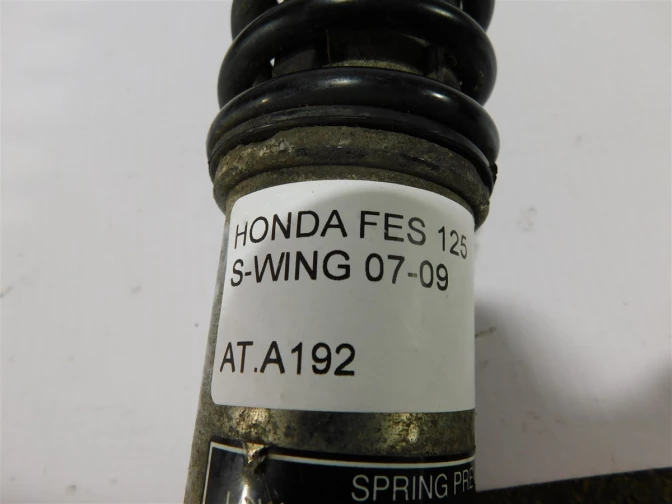 HONDA FES 125
S-WING 07-09
AT.A192
SPRING